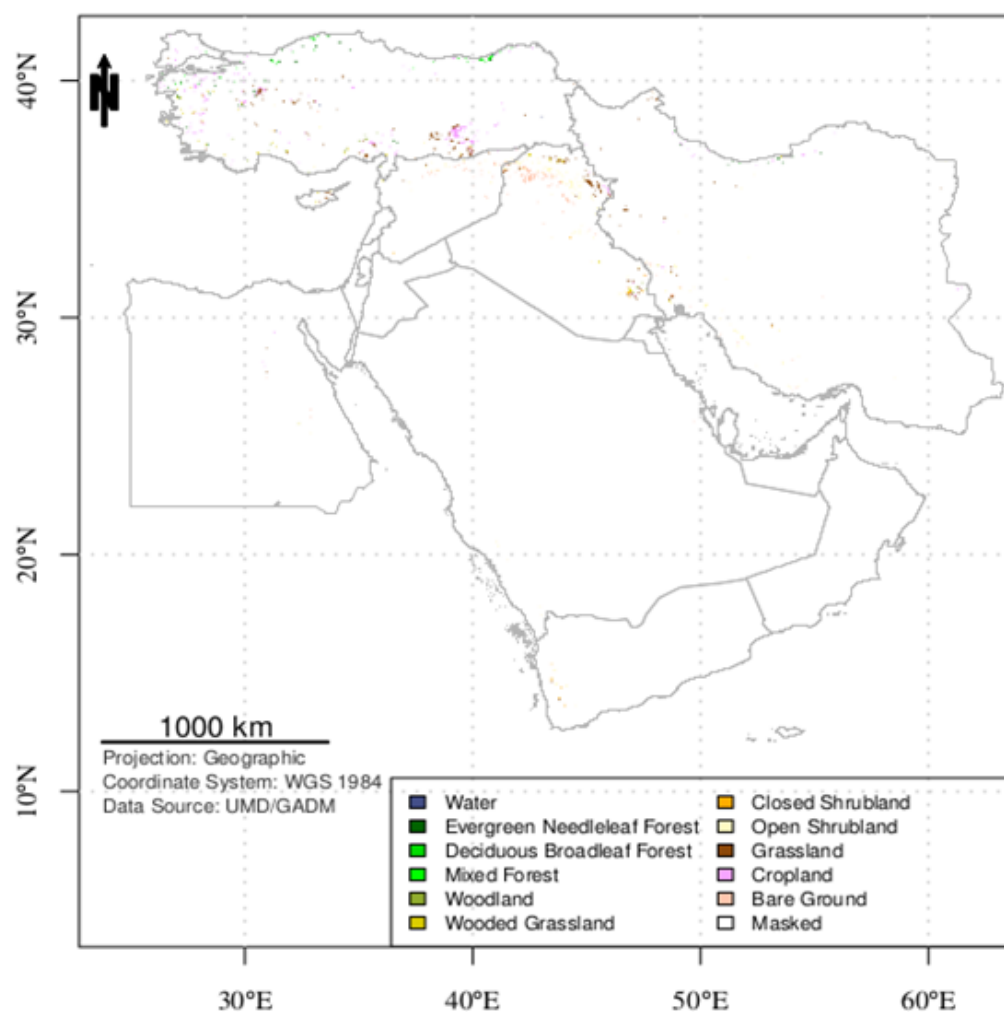 40°N
N
30°N
20°N
10°N
1000 km
Projection: Geographic
Coordinate System: WGS 1984
Data Source: UMD/GADM
Water
Evergreen Needleleaf Forest
Deciduous Broadleaf Forest
Mixed Forest
Woodland
Wooded Grassland
Closed Shrubland
Open Shrubland
Grassland
Cropland
Bare Ground
Masked
30°E
40°E
50°E
60°E